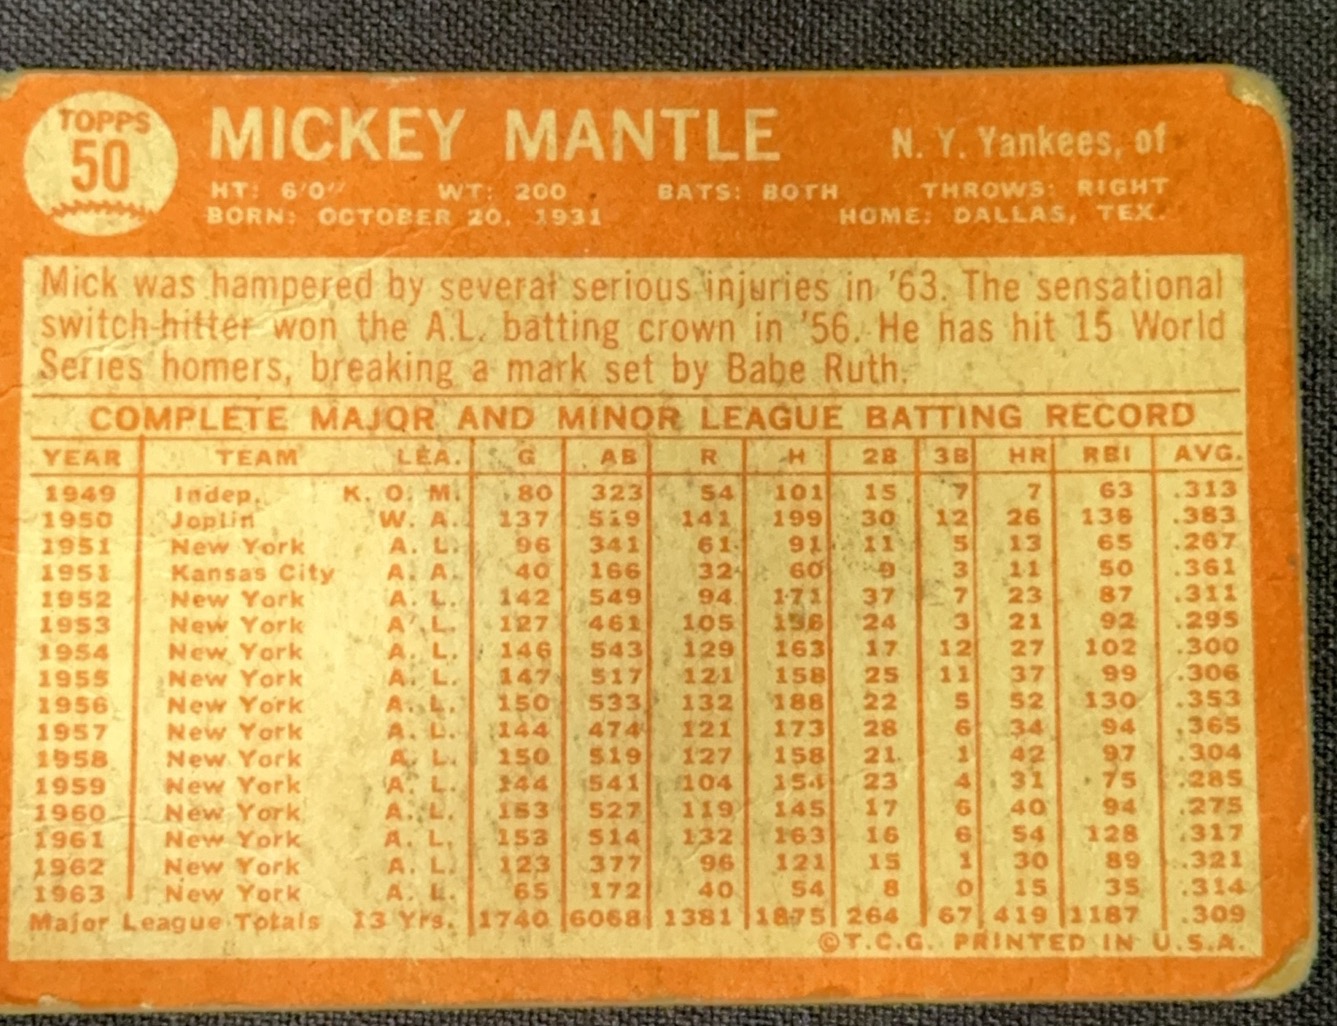 TOPPS
50
MICKEY MANTLE N. Y. Yankees, of
HT: 6'0" WT: 200 BATS: BOTH THROWS: RIGHT
BORN: OCTOBER 20, 1931 HOME: DALLAS, TEX.
Mick was hampered by several serious injuries in '63. The sensational
switch-hitter won the A.L. batting crown in '56. He has hit 15 World
Series homers, breaking a mark set by Babe Ruth.
COMPLETE MAJOR AND MINOR LEAGUE BATTING RECORD
YEAR TEAM LEA. G AB R H 2B 3B HR RBI AVG.
1949 Indep. K. O. M. 80 323 54 101 15 7 7 63 .313
1950 Joplin W. A. 137 519 141 199 30 12 26 136 .383
1951 New York A. L. 96 341 61 91 11 5 13 65 .267
1951 Kansas City A. A. 40 166 32 60 9 3 11 50 .361
1952 New York A. L. 142 549 94 171 37 7 23 87 .311
1953 New York A. L. 127 461 105 136 24 3 21 92 .295
1954 New York A. L. 146 543 129 163 17 12 27 102 .300
1955 New York A. L. 147 517 121 158 25 11 37 99 .306
1956 New York A. L. 150 533 132 188 22 5 52 130 .353
1957 New York A. L. 144 474 121 173 28 6 34 94 .365
1958 New York A. L. 150 519 127 158 21 1 42 97 .304
1959 New York A. L. 144 541 104 154 23 4 31 75 .285
1960 New York A. L. 153 527 119 145 17 6 40 94 .275
1961 New York A. L. 153 514 132 163 16 6 54 128 .317
1962 New York A. L. 123 377 96 121 15 1 30 89 .321
1963 New York A. L. 65 172 40 54 8 0 15 35 .314
Major League Totals 13 Yrs. 1740 6068 1381 1875 264 67 419 1187 .309
©T.C.G. PRINTED IN U.S.A.